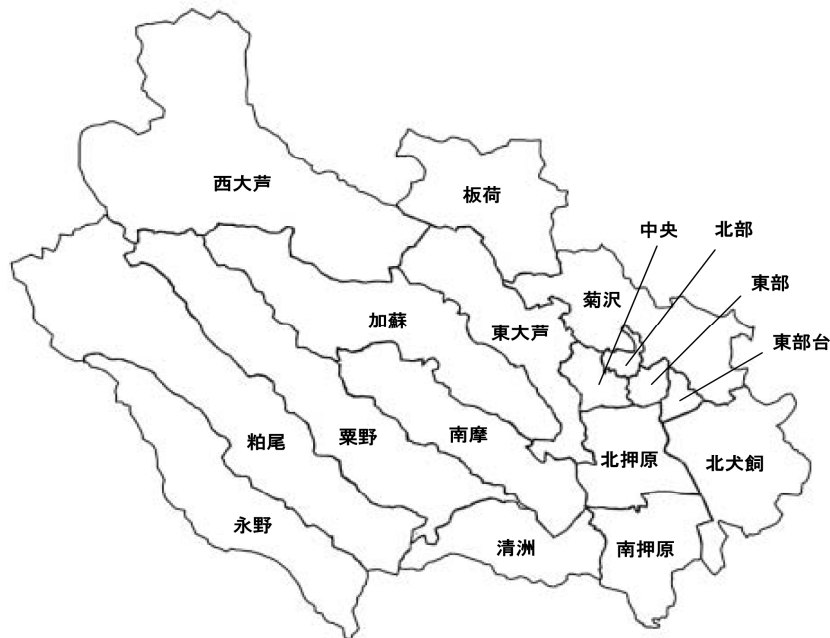 西大芦
板荷
中央
北部
菊沢
東部
加蘇
東大芦
東部台
粕尾
粟野
南摩
北押原
北犬飼
永野
清洲
南押原